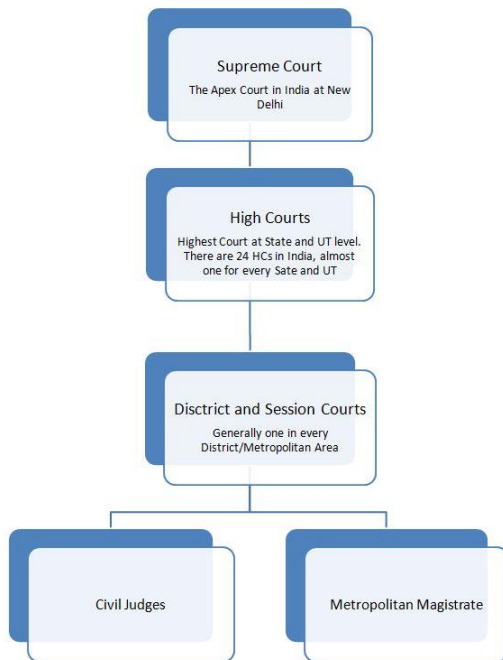 Supreme Court
The Apex Court in India at New
Delhi
High Courts
Highest Court at State and UT level.
There are 24 HCs in India, almost
one for every Sate and UT
Disctrict and Session Courts
Generally one in every
District/Metropolitan Area
Civil Judges
Metropolitan Magistrate